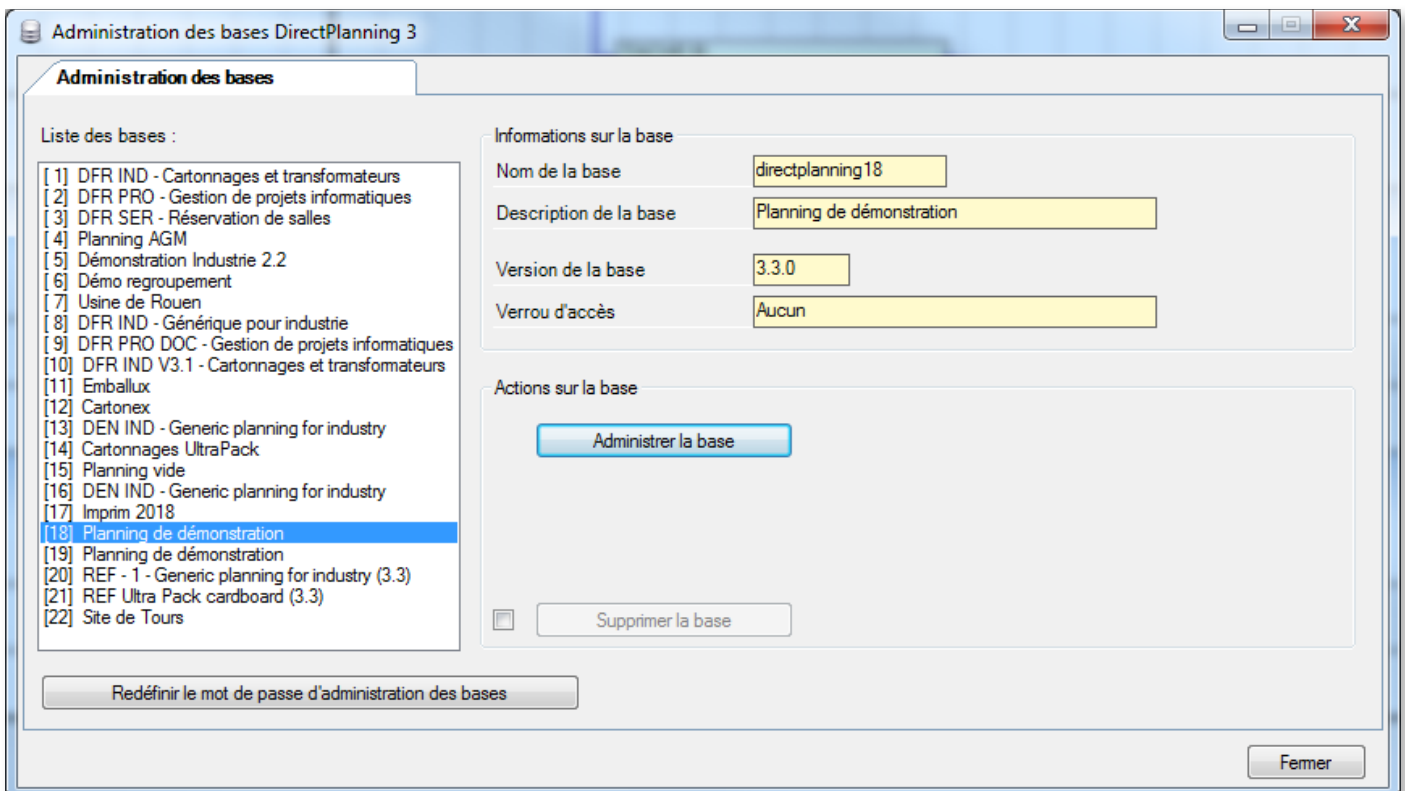 Administration des bases DirectPlanning 3
Administration des bases
Liste des bases :
[ 1] DFR IND - Cartonnages et transformateurs
[ 2] DFR PRO - Gestion de projets informatiques
[ 3] DFR SER - Réservation de salles
[ 4] Planning AGM
[ 5] Démonstration Industrie 2.2
[ 6] Démo regroupement
[ 7] Usine de Rouen
[ 8] DFR IND - Générique pour industrie
[ 9] DFR PRO DOC - Gestion de projets informatiques
[10] DFR IND V3.1 - Cartonnages et transformateurs
[11] Emballux
[12] Cartonex
[13] DEN IND - Generic planning for industry
[14] Cartonnages UltraPack
[15] Planning vide
[16] DEN IND - Generic planning for industry
[17] Imprim 2018
[18] Planning de démonstration
[19] Planning de démonstration
[20] REF - 1 - Generic planning for industry (3.3)
[21] REF Ultra Pack cardboard (3.3)
[22] Site de Tours
Redéfinir le mot de passe d'administration des bases
Informations sur la base
Nom de la base directplanning18
Description de la base Planning de démonstration
Version de la base 3.3.0
Verrou d'accès Aucun
Actions sur la base
Administrer la base
Supprimer la base
Fermer